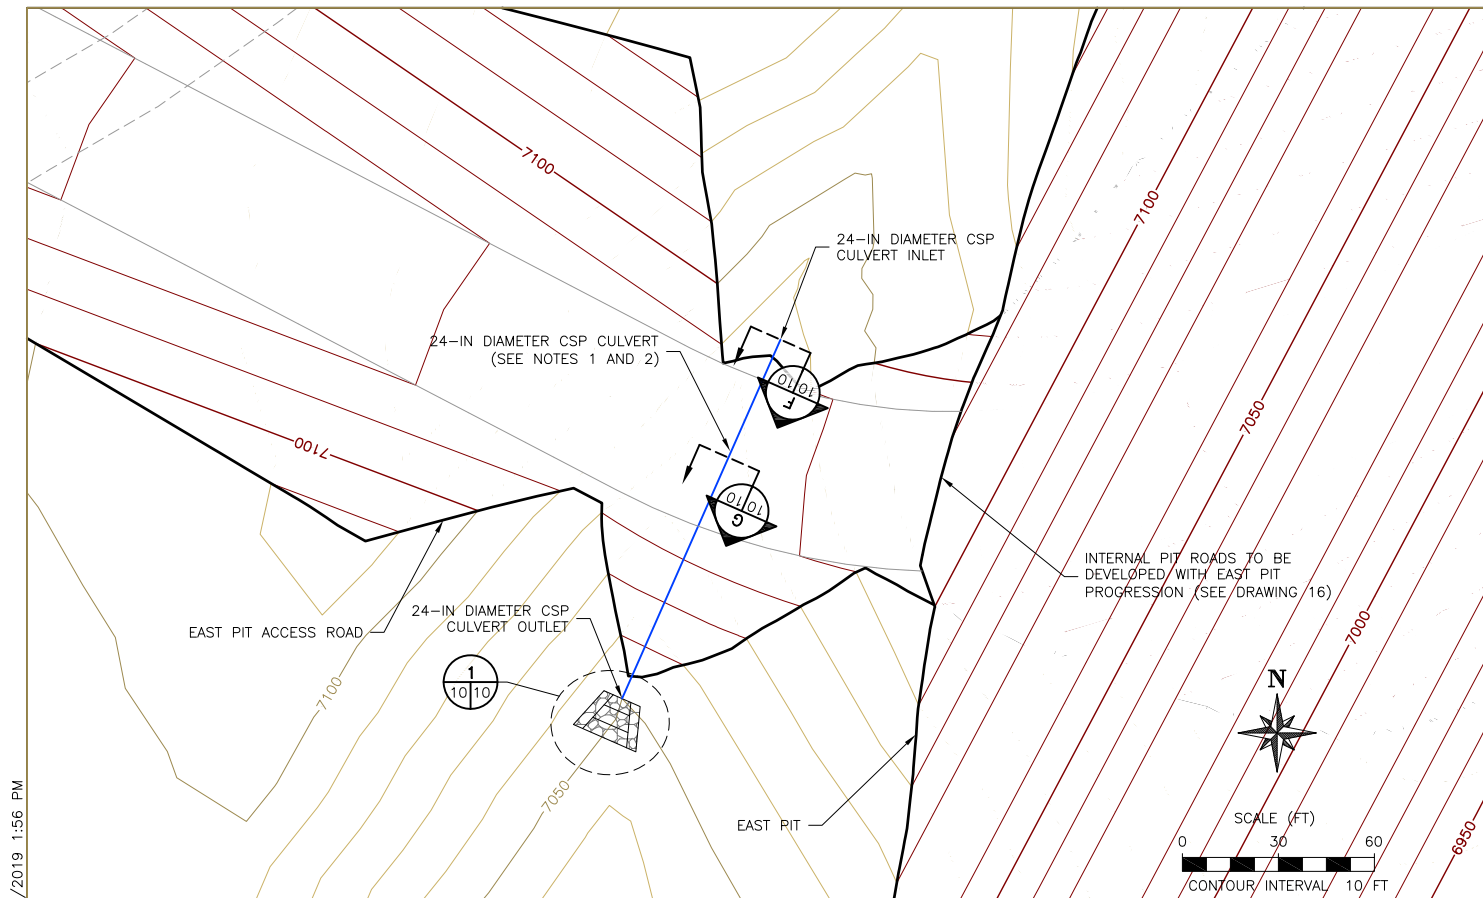 7100
7100
24-IN DIAMETER CSP
CULVERT INLET
24-IN DIAMETER CSP CULVERT
(SEE NOTES 1 AND 2)
F
10 10
7050
7100
G
10 10
INTERNAL PIT ROADS TO BE
DEVELOPED WITH EAST PIT
PROGRESSION (SEE DRAWING 16)
24-IN DIAMETER CSP
CULVERT OUTLET
EAST PIT ACCESS ROAD
7000
1
10 10
7100
N
7050
EAST PIT
SCALE (FT)
0 30 60
CONTOUR INTERVAL 10 FT
6950
/2019 1:56 PM